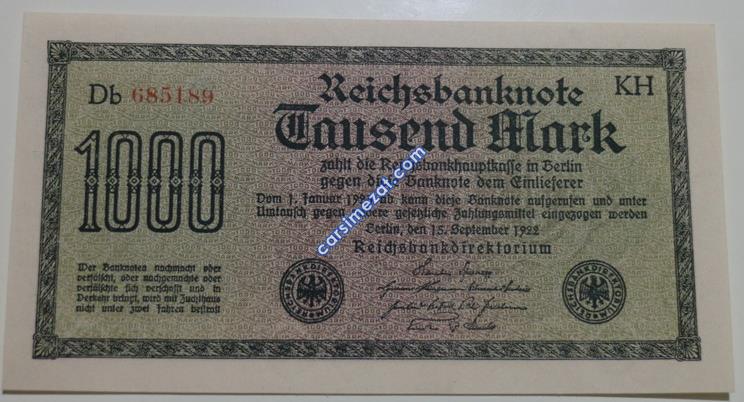 Db 685189
Reichsbanknote
KH
1000
Tausend Mark
zahlt die Reichsbankhauptkasse in Berlin
gegen diese Banknote dem Einlieferer
Vom 1. Januar 1923 ab kann diese Banknote aufgerufen und unter
Umtausch gegen andere gesetzliche Zahlungsmittel eingezogen werden
Berlin, den 15. September 1922
Reichsbankdirektorium
Wer Banknoten nachmacht oder
verfälscht, oder nachgemachte oder
verfälschte sich verschafft und in
Verkehr bringt, wird mit Zuchthaus
nicht unter zwei Jahren bestraft
REICHSBANKDIREKTORIUM
REICHSBANKDIREKTORIUM
carsimezat.com